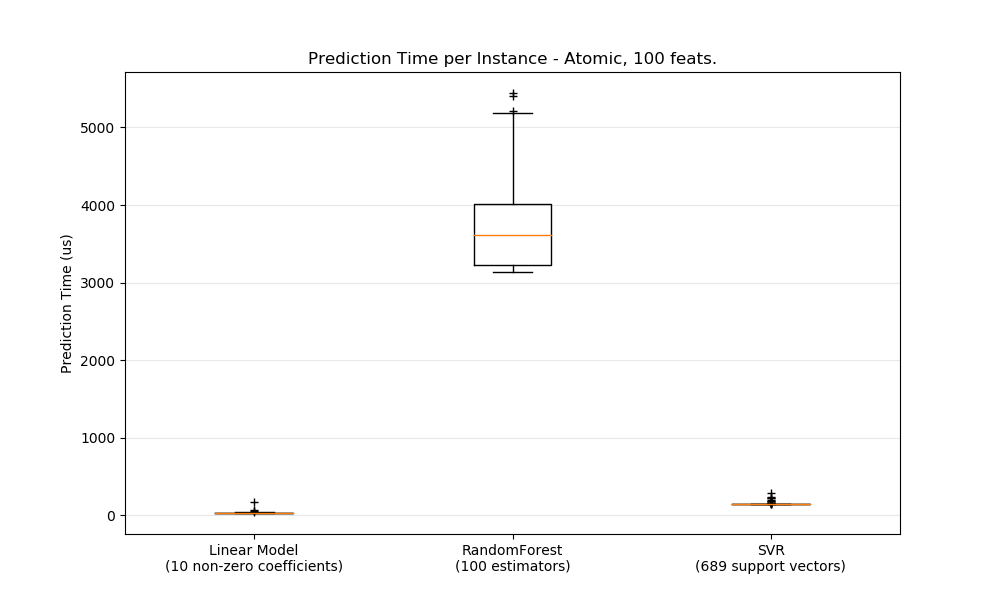 Prediction Time per Instance - Atomic, 100 feats.
Prediction Time (us)
5000
4000
3000
2000
1000
0
Linear Model
(10 non-zero coefficients)
RandomForest
(100 estimators)
SVR
(689 support vectors)